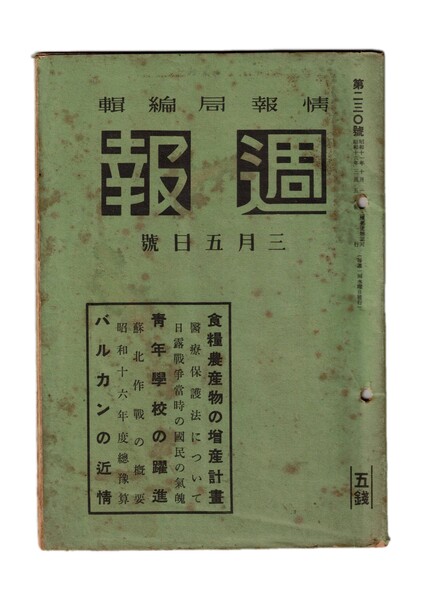 情報局編輯
週報
三月五日號
第二三〇號
食糧農産物の増産計畫
醫療保護法について
日露戰爭當時の國民の氣魄
青年學校の躍進
蘇北作戰の概要
昭和十六年度總豫算
バルカンの近情
五錢